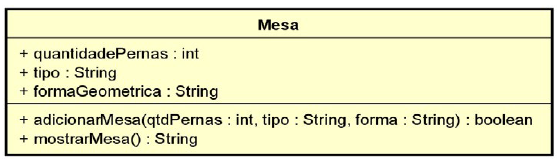 Mesa
+ quantidadePernas : int
+ tipo : String
+ formaGeometrica : String
+ adicionarMesa(qtdPernas : int, tipo : String, forma : String) : boolean
+ mostrarMesa() : String